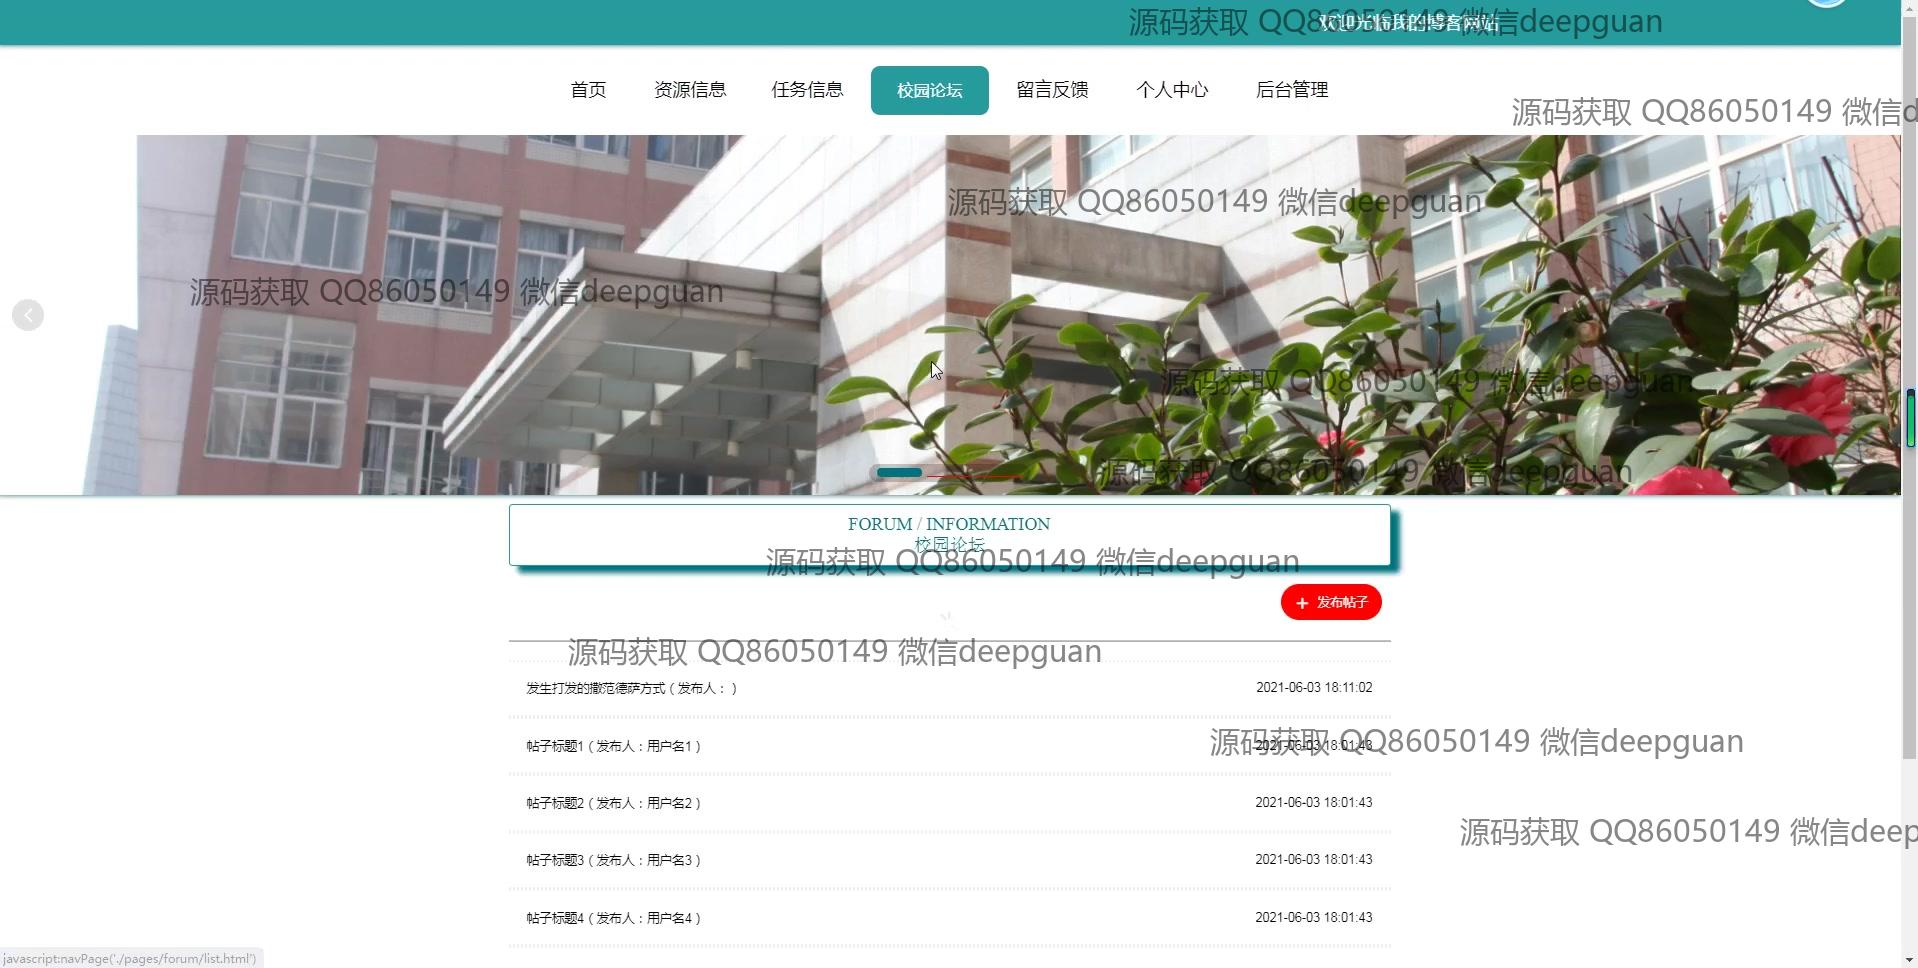 欢迎光临我的博客网站
源码获取 QQ86050149 微信deepguan
首页 资源信息 任务信息 校园论坛 留言反馈 个人中心 后台管理
源码获取 QQ86050149 微信d
源码获取 QQ86050149 微信deepguan
源码获取 QQ86050149 微信deepguan
源码获取 QQ86050149 微信deepguan
源码获取 QQ86050149 微信deepguan
FORUM / INFORMATION
校园论坛
源码获取 QQ86050149 微信deepguan
+ 发布帖子
源码获取 QQ86050149 微信deepguan
发生打发的撒范德萨方式（发布人：） 2021-06-03 18:11:02
帖子标题1（发布人：用户名1） 2021-06-03 18:01:43
源码获取 QQ86050149 微信deepguan
帖子标题2（发布人：用户名2） 2021-06-03 18:01:43
源码获取 QQ86050149 微信deep
帖子标题3（发布人：用户名3） 2021-06-03 18:01:43
帖子标题4（发布人：用户名4） 2021-06-03 18:01:43
javascript:navPage('./pages/forum/list.html')